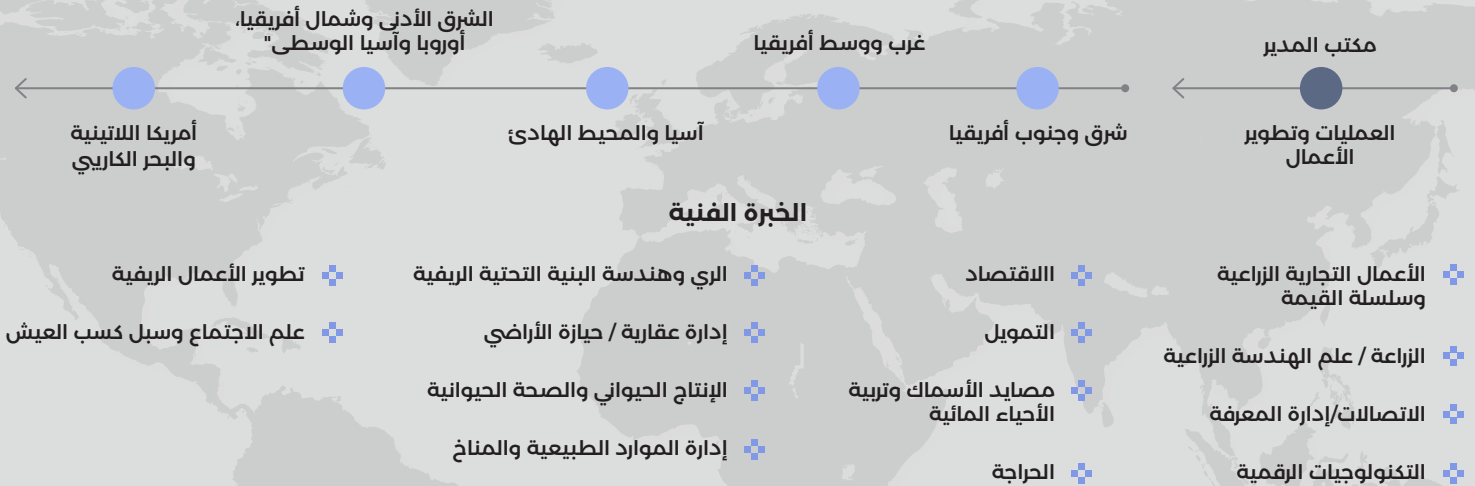 مكتب المدير
العمليات وتطوير
الأعمال
شرق وجنوب أفريقيا
غرب ووسط أفريقيا
آسيا والمحيط الهادئ
الشرق الأدنى وشمال أفريقيا،
أوروبا وآسيا الوسطى"
أمريكا اللاتينية
والبحر الكاريبي
الخبرة الفنية
الأعمال التجارية الزراعية
وسلسلة القيمة
الزراعة / علم الهندسة الزراعية
الاتصالات/إدارة المعرفة
التكنولوجيات الرقمية
االاقتصاد
التمويل
مصايد الأسماك وتربية
الأحياء المائية
الحراجة
الري وهندسة البنية التحتية الريفية
إدارة عقارية / حيازة الأراضي
الإنتاج الحيواني والصحة الحيوانية
إدارة الموارد الطبيعية والمناخ
تطوير الأعمال الريفية
علم الاجتماع وسبل كسب العيش